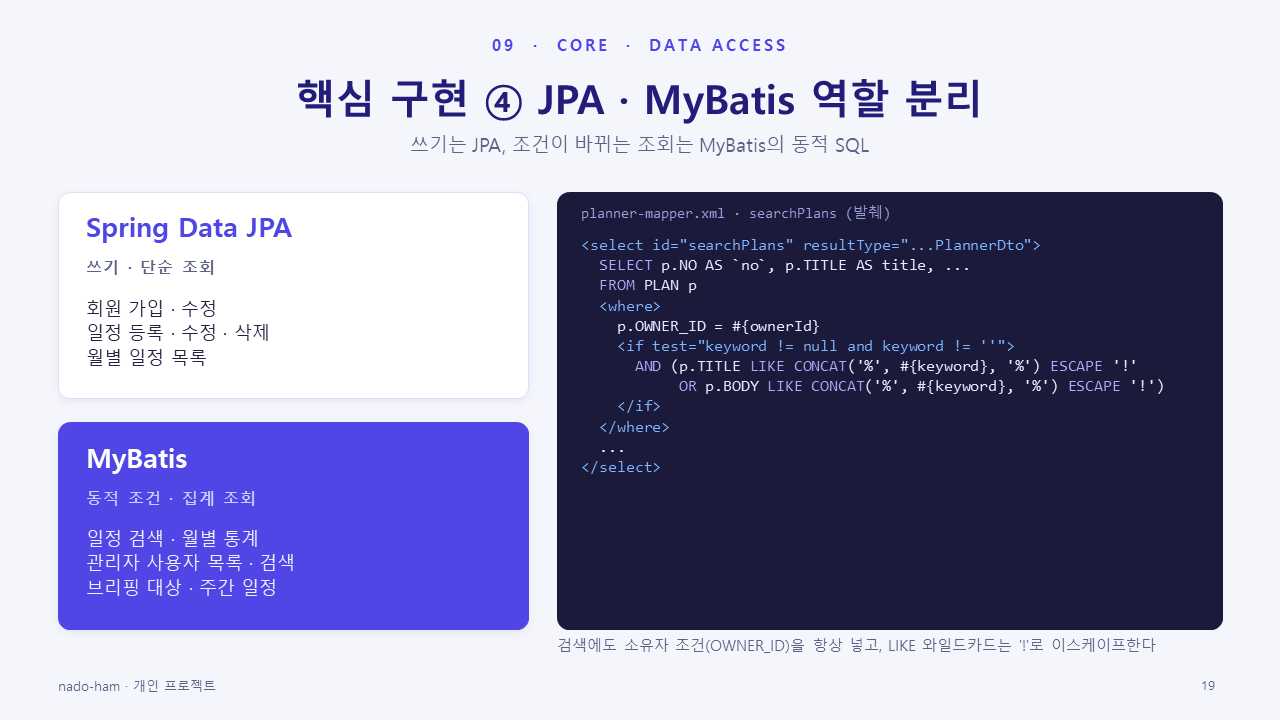 09 · CORE · DATA ACCESS
핵심 구현 ④ JPA · MyBatis 역할 분리
쓰기는 JPA, 조건이 바뀌는 조회는 MyBatis의 동적 SQL
Spring Data JPA
쓰기 · 단순 조회
회원 가입 · 수정
일정 등록 · 수정 · 삭제
월별 일정 목록
MyBatis
동적 조건 · 집계 조회
일정 검색 · 월별 통계
관리자 사용자 목록 · 검색
브리핑 대상 · 주간 일정
planner-mapper.xml · searchPlans (발췌)
<select id="searchPlans" resultType="...PlannerDto">
  SELECT p.NO AS `no`, p.TITLE AS title, ...
  FROM PLAN p
  <where>
    p.OWNER_ID = #{ownerId}
    <if test="keyword != null and keyword != ''">
      AND (p.TITLE LIKE CONCAT('%', #{keyword}, '%') ESCAPE '!'
           OR p.BODY LIKE CONCAT('%', #{keyword}, '%') ESCAPE '!')
    </if>
  </where>
  ...
</select>
검색에도 소유자 조건(OWNER_ID)을 항상 넣고, LIKE 와일드카드는 '!'로 이스케이프한다
nado-ham · 개인 프로젝트
19